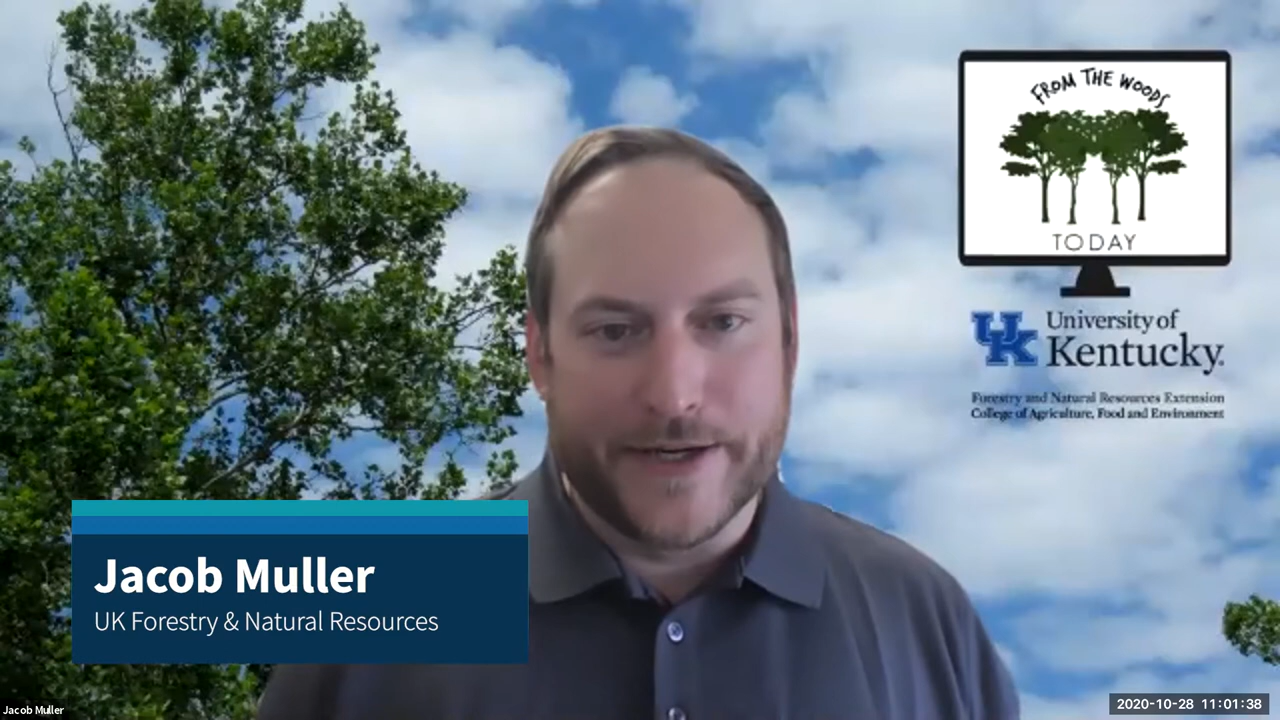 FROM THE WOODS
TODAY
UK
University of
Kentucky.
Forestry and Natural Resources Extension
College of Agriculture, Food and Environment
Jacob Muller
UK Forestry & Natural Resources
Jacob Muller
2020-10-28 11:01:38